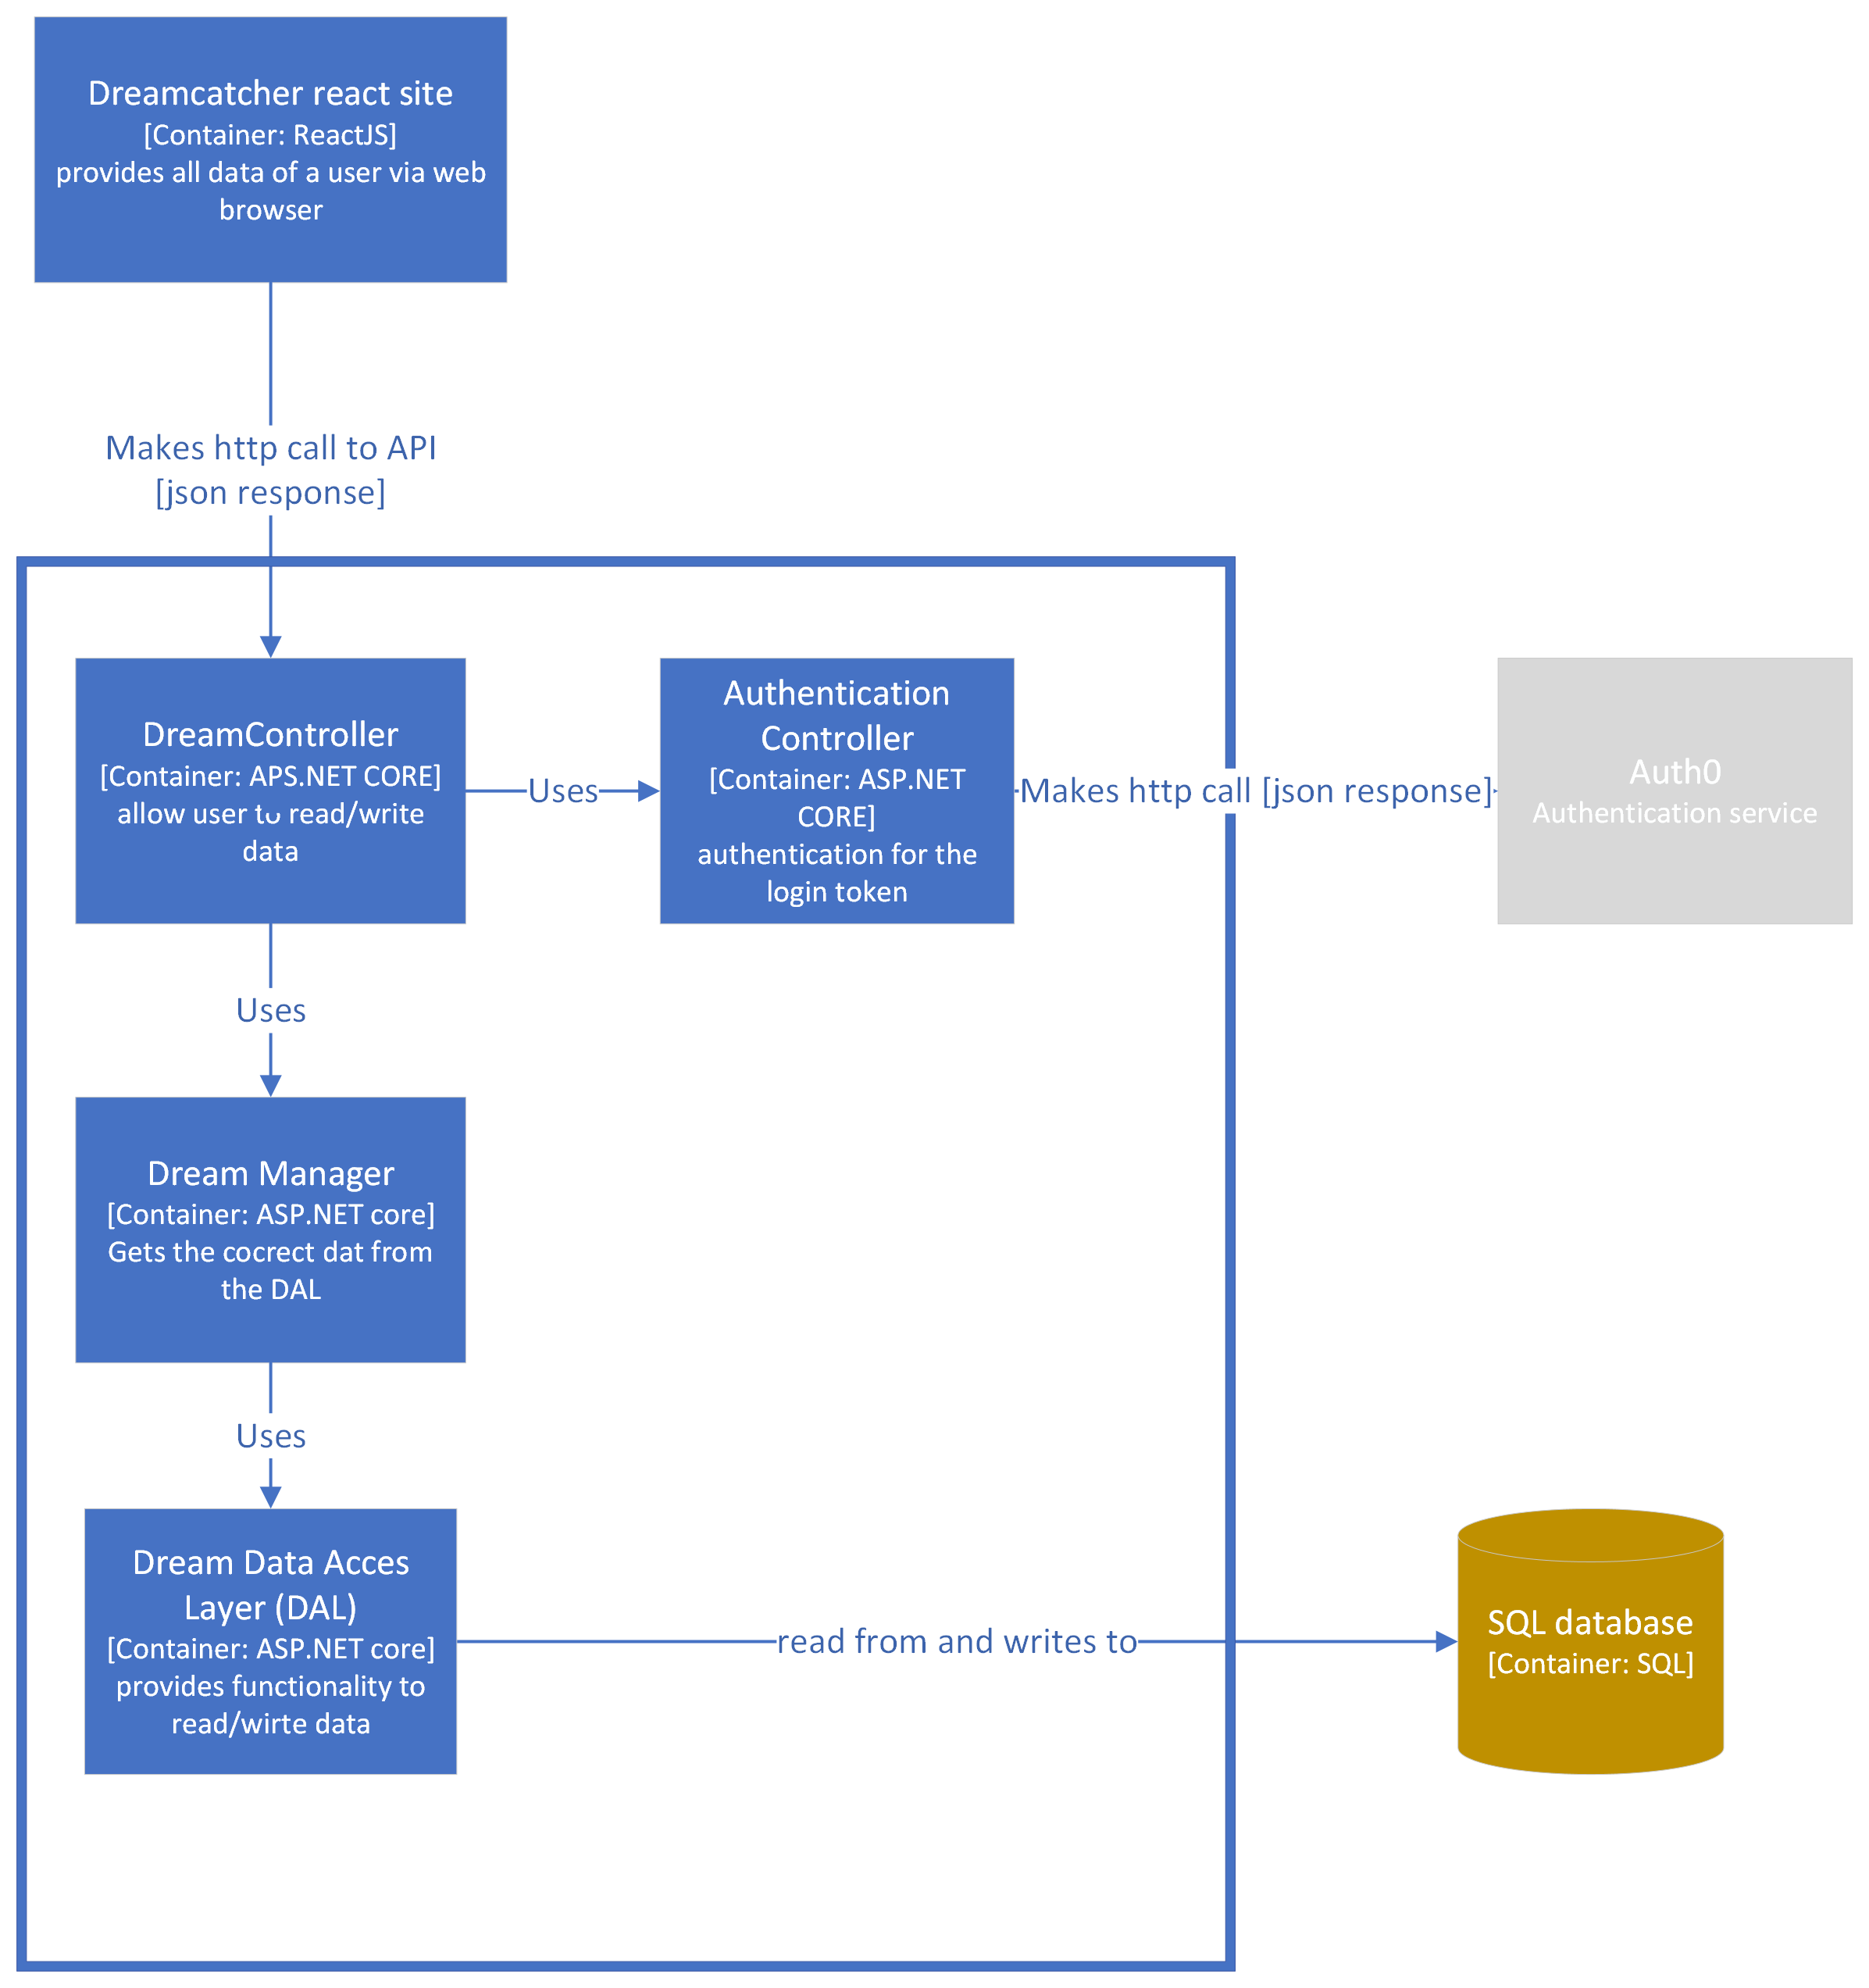 Dreamcatcher react site
[Container: ReactJS]
provides all data of a user via web
browser
Makes http call to API
[json response]
DreamController
[Container: APS.NET CORE]
allow user to read/write
data
Uses
Authentication
Controller
[Container: ASP.NET
CORE]
authentication for the
login token
Makes http call [json response]
Auth0
Authentication service
Uses
Dream Manager
[Container: ASP.NET core]
Gets the cocrect dat from
the DAL
Uses
Dream Data Acces
Layer (DAL)
[Container: ASP.NET core]
provides functionality to
read/wirte data
read from and writes to
SQL database
[Container: SQL]